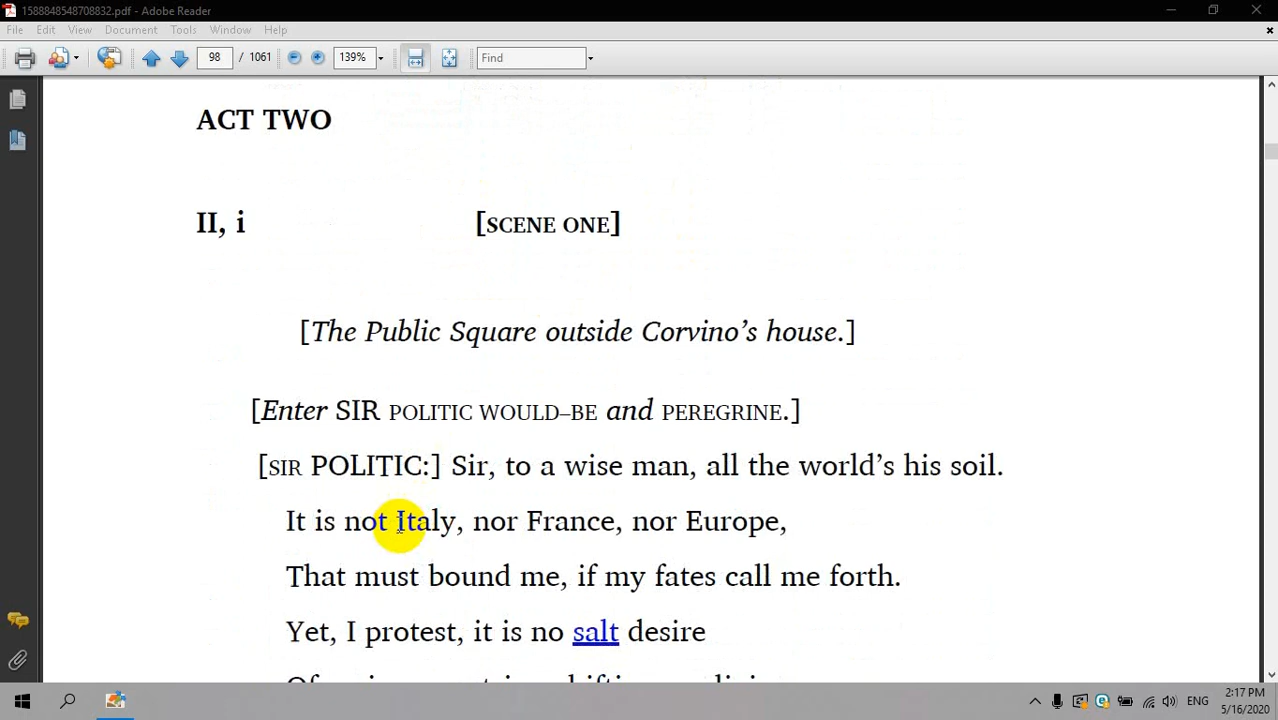 1588848548708832.pdf - Adobe Reader
File Edit View Document Tools Window Help
98 / 1061 139% Find
ACT TWO
II, i [SCENE ONE]
[The Public Square outside Corvino’s house.]
[Enter SIR POLITIC WOULD–BE and PEREGRINE.]
[SIR POLITIC:] Sir, to a wise man, all the world’s his soil.
It is not Italy, nor France, nor Europe,
That must bound me, if my fates call me forth.
Yet, I protest, it is no salt desire
ENG
2:17 PM
5/16/2020